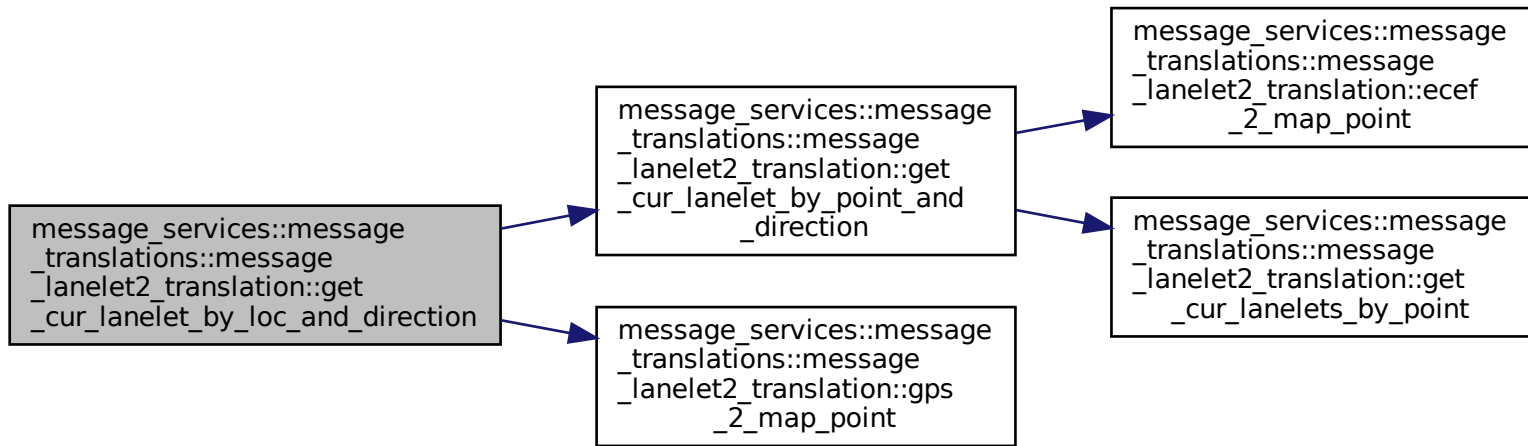 message_services::message
_translations::message
_lanelet2_translation::get
_cur_lanelet_by_loc_and_direction
message_services::message
_translations::message
_lanelet2_translation::get
_cur_lanelet_by_point_and
_direction
message_services::message
_translations::message
_lanelet2_translation::gps
_2_map_point
message_services::message
_translations::message
_lanelet2_translation::ecef
_2_map_point
message_services::message
_translations::message
_lanelet2_translation::get
_cur_lanelets_by_point